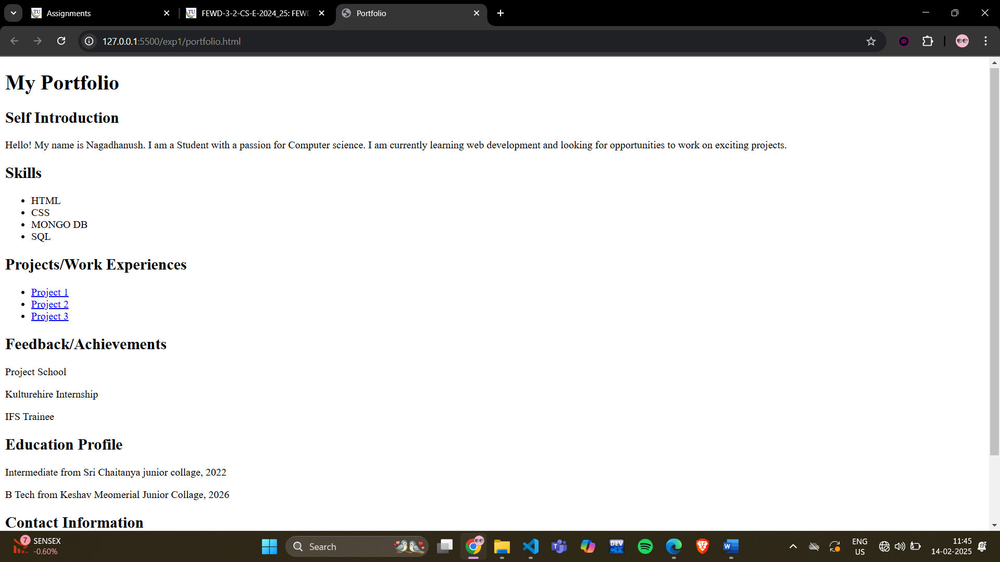 Assignments
FEWD-3-2-CS-E-2024_25: FEWD
Portfolio
127.0.0.1:5500/exp1/portfolio.html
My Portfolio
Self Introduction
Hello! My name is Nagadhanush. I am a Student with a passion for Computer science. I am currently learning web development and looking for opportunities to work on exciting projects.
Skills
HTML
CSS
MONGO DB
SQL
Projects/Work Experiences
Project 1
Project 2
Project 3
Feedback/Achievements
Project School
Kulturehire Internship
IFS Trainee
Education Profile
Intermediate from Sri Chaitanya junior collage, 2022
B Tech from Keshav Meomerial Junior Collage, 2026
Contact Information
7 SENSEX
-0.60%
Search
DEV
C++
ENG
US
11:45
14-02-2025